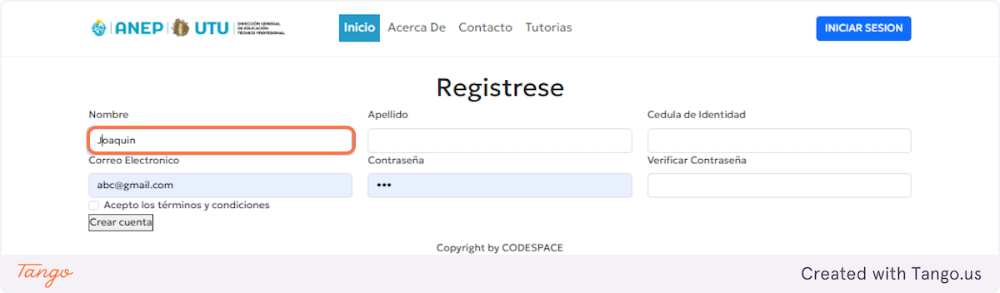 ANEP UTU DIRECCIÓN GENERAL DE EDUCACIÓN TÉCNICO PROFESIONAL
Inicio Acerca De Contacto Tutorias INICIAR SESION
Registrese
Nombre Apellido Cedula de Identidad
Joaquin
Correo Electronico Contraseña Verificar Contraseña
abc@gmail.com •••
Acepto los términos y condiciones
Crear cuenta
Copyright by CODESPACE
Tango Created with Tango.us